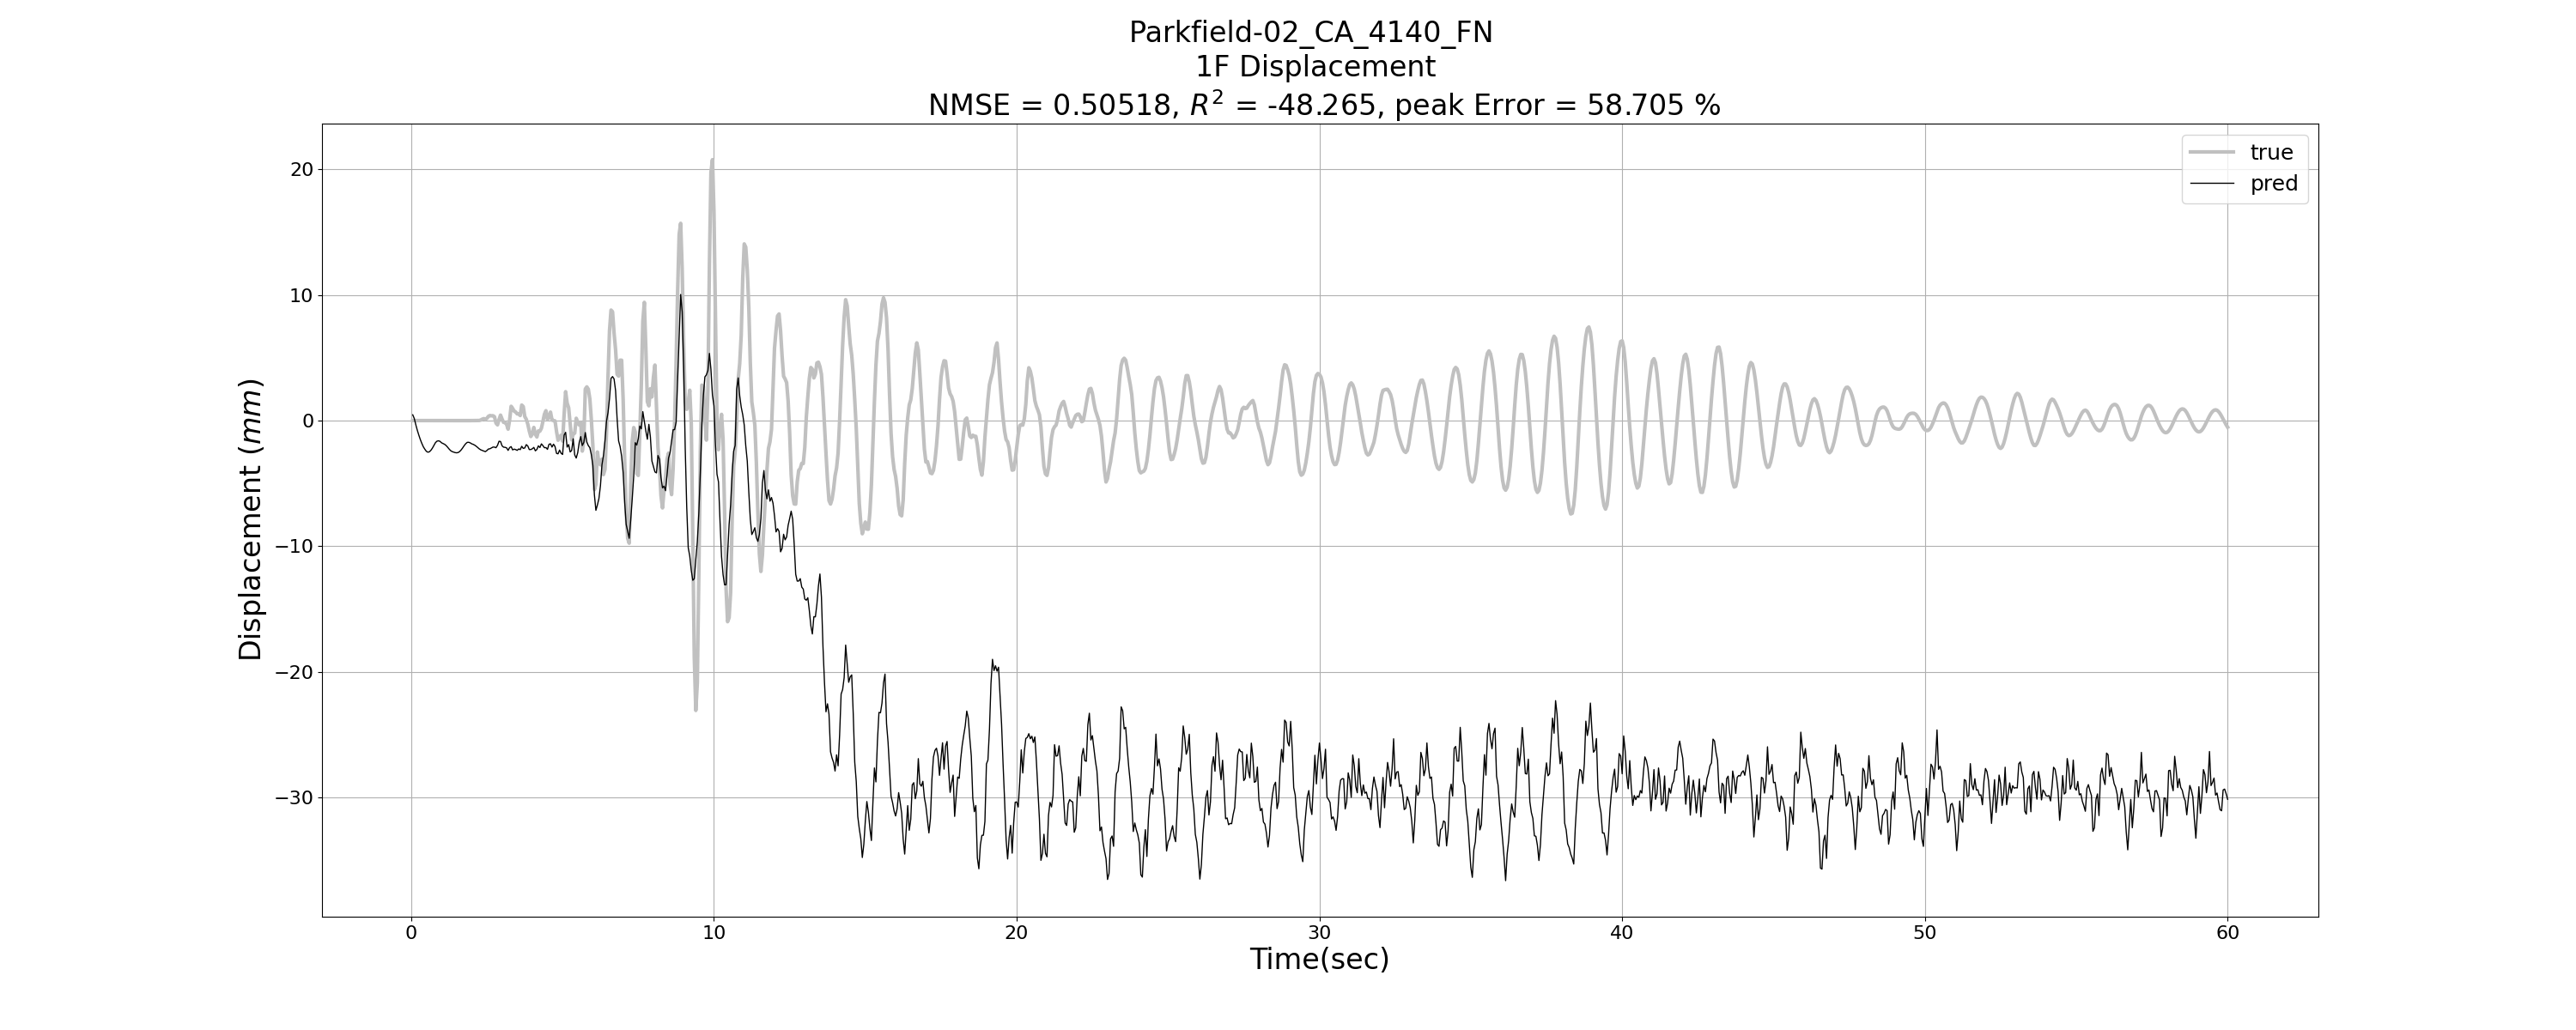 Parkfield-02_CA_4140_FN
1F Displacement
NMSE = 0.50518, R² = -48.265, peak Error = 58.705 %
true
pred
20
10
0
−10
−20
−30
Displacement (mm)
0 10 20 30 40 50 60
Time(sec)